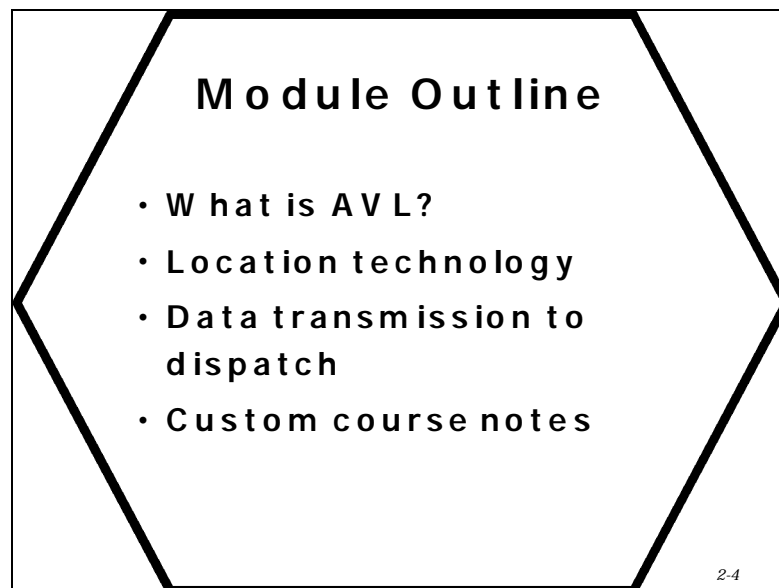 Module Outline
• What is AVL?
• Location technology
• Data transmission to
dispatch
• Custom course notes
2-4